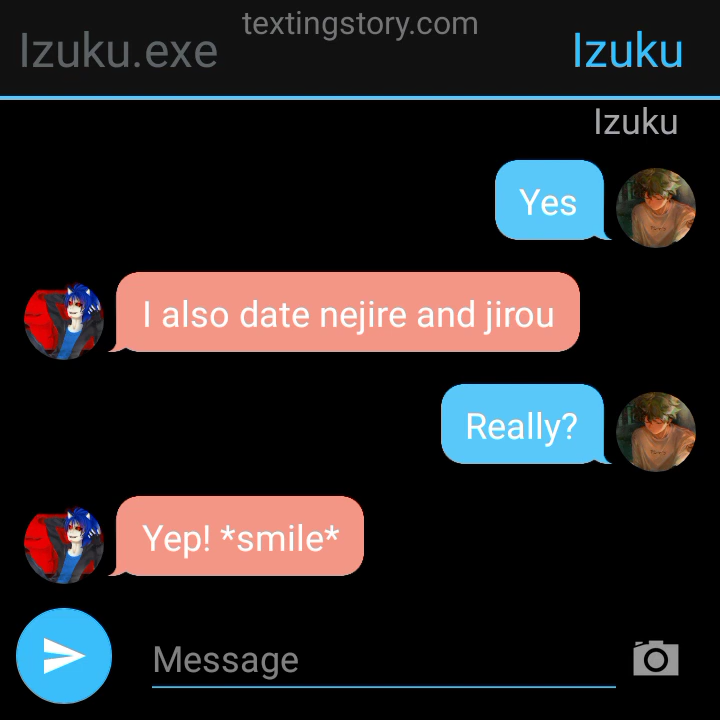 textingstory.com
Izuku.exe
Izuku
Izuku
Yes
I also date nejire and jirou
Really?
Yep! *smile*
Message